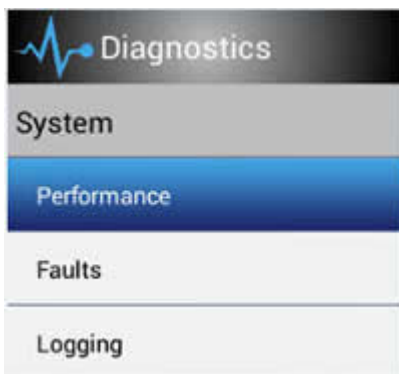 Diagnostics
System
Performance
Faults
Logging